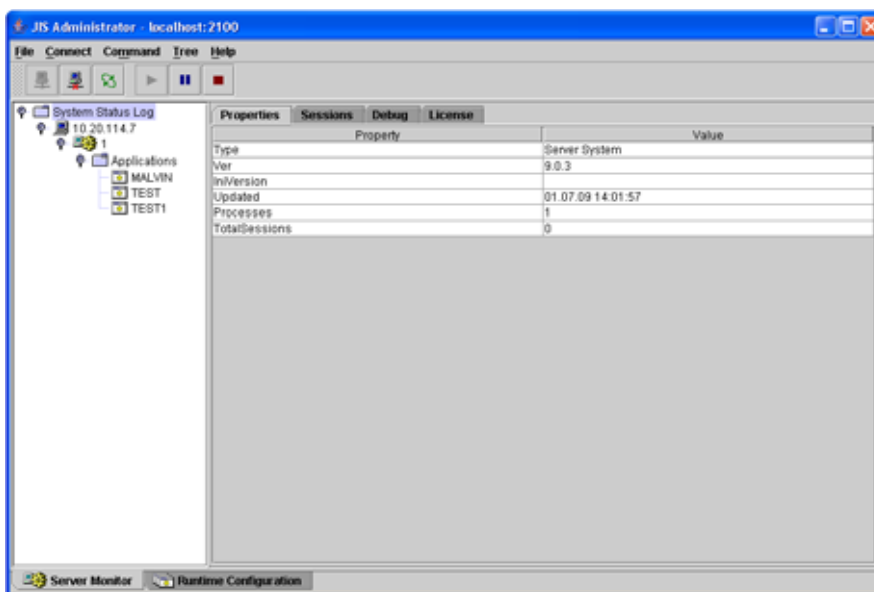 JIS Administrator - localhost:2100
File Connect Command Tree Help
System Status Log
10.20.114.7
1
Applications
MALVIN
TEST
TEST1
Properties Sessions Debug License
Property Value
Type Server System
Ver 9.0.3
IniVersion
Updated 01.07.09 14:01:57
Processes 1
TotalSessions 0
Server Monitor Runtime Configuration